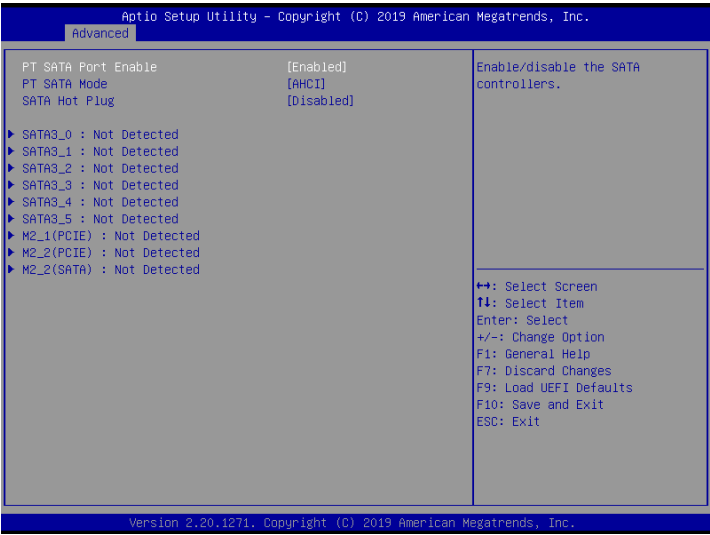 Aptio Setup Utility – Copyright (C) 2019 American Megatrends, Inc.
Advanced
PT SATA Port Enable [Enabled]
PT SATA Mode [AHCI]
SATA Hot Plug [Disabled]
SATA3_0 : Not Detected
SATA3_1 : Not Detected
SATA3_2 : Not Detected
SATA3_3 : Not Detected
SATA3_4 : Not Detected
SATA3_5 : Not Detected
M2_1(PCIE) : Not Detected
M2_2(PCIE) : Not Detected
M2_2(SATA) : Not Detected
Enable/disable the SATA
controllers.
↔: Select Screen
↑↓: Select Item
Enter: Select
+/-: Change Option
F1: General Help
F7: Discard Changes
F9: Load UEFI Defaults
F10: Save and Exit
ESC: Exit
Version 2.20.1271. Copyright (C) 2019 American Megatrends, Inc.